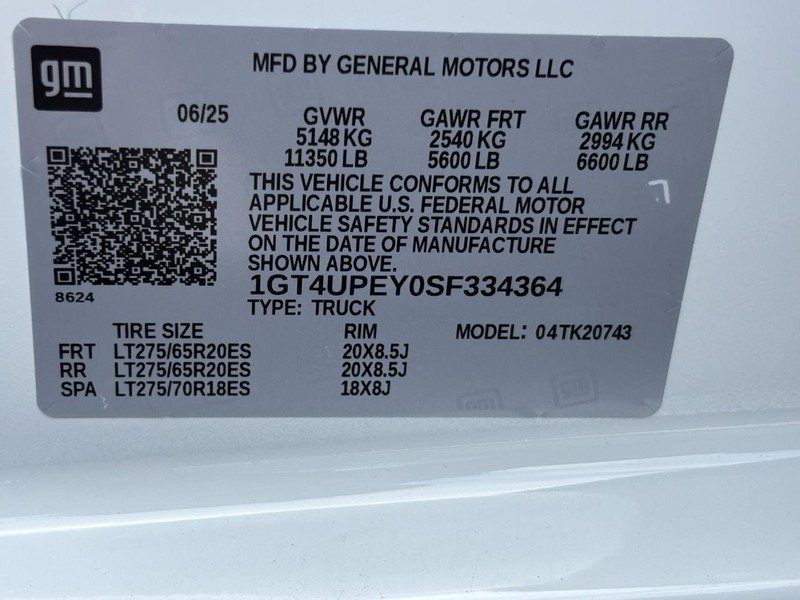 gm
MFD BY GENERAL MOTORS LLC
06/25 GVWR GAWR FRT GAWR RR
5148 KG 2540 KG 2994 KG
11350 LB 5600 LB 6600 LB
THIS VEHICLE CONFORMS TO ALL
APPLICABLE U.S. FEDERAL MOTOR
VEHICLE SAFETY STANDARDS IN EFFECT
ON THE DATE OF MANUFACTURE
SHOWN ABOVE.
8624
1GT4UPEY0SF334364
TYPE: TRUCK
TIRE SIZE RIM MODEL: 04TK20743
FRT LT275/65R20ES 20X8.5J
RR LT275/65R20ES 20X8.5J
SPA LT275/70R18ES 18X8J
gm gm